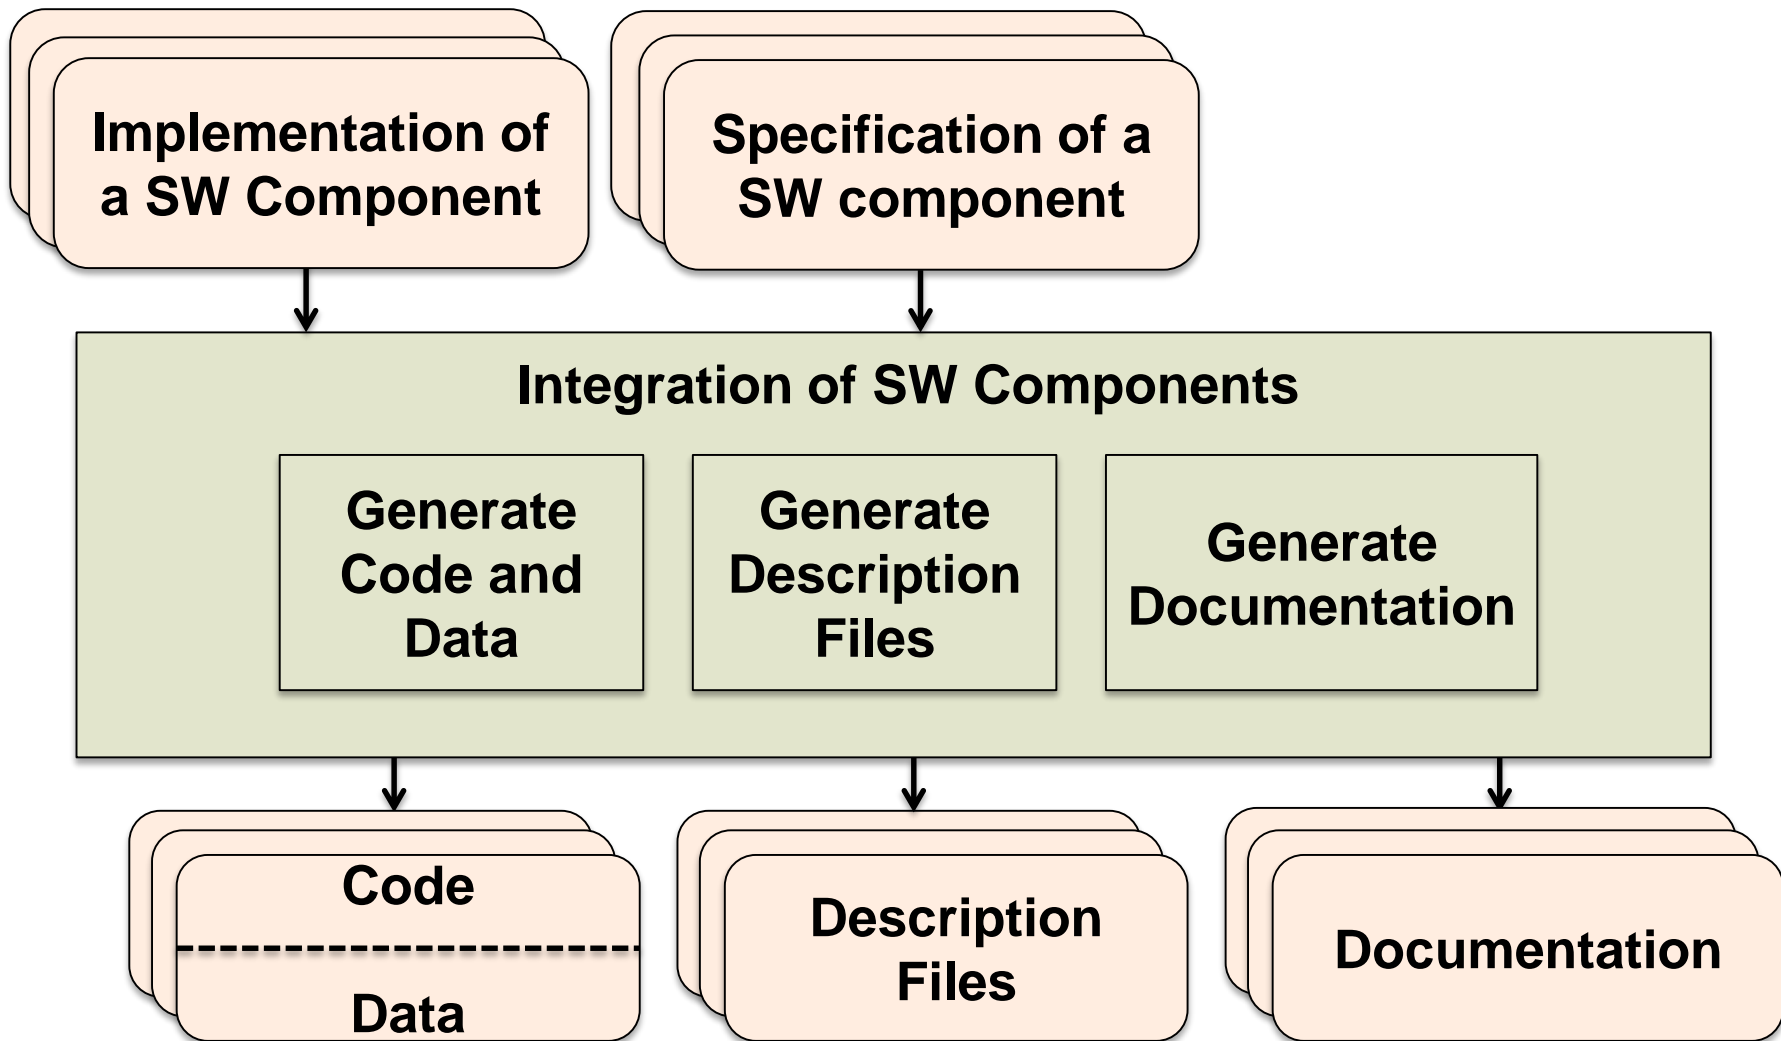 Implementation of
a SW Component
Specification of a
SW component
Integration of SW Components
Generate
Code and
Data
Generate
Description
Files
Generate
Documentation
Code
Data
Description
Files
Documentation